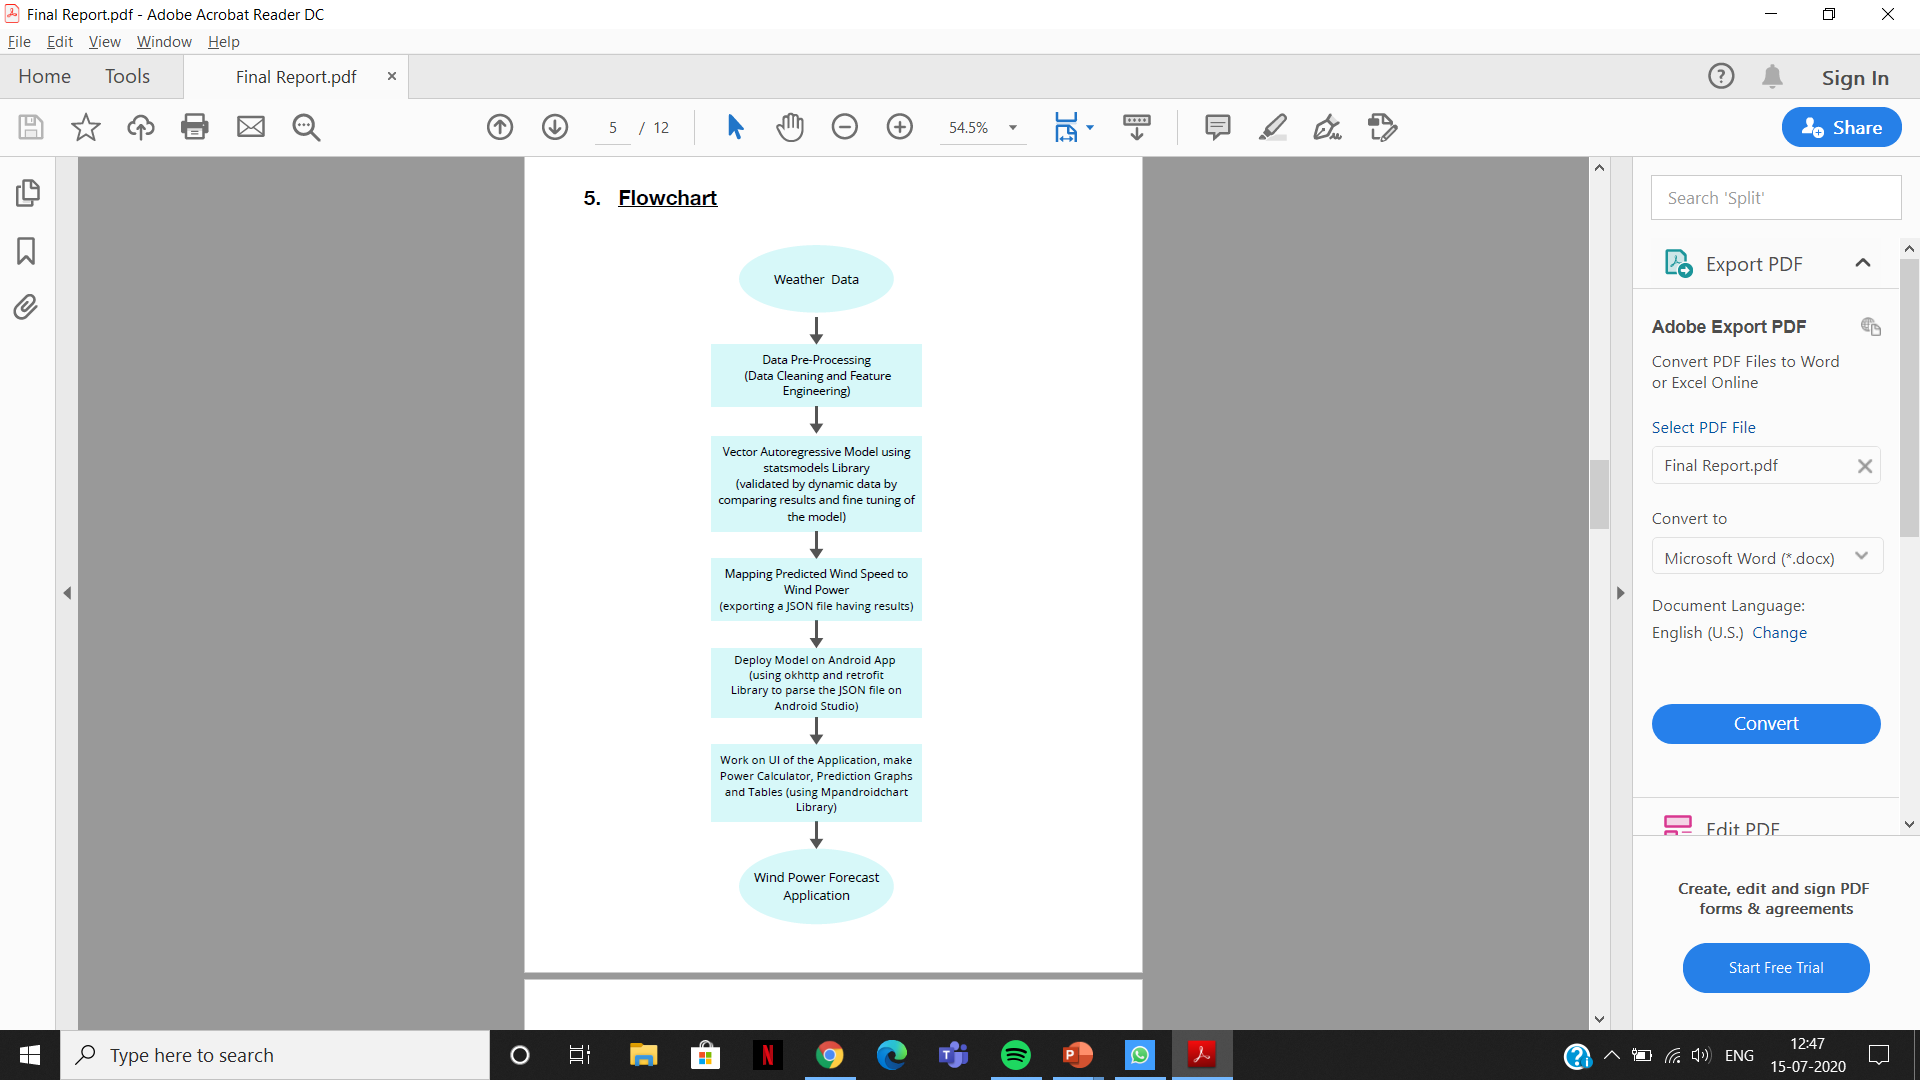 Final Report.pdf - Adobe Acrobat Reader DC
File Edit View Window Help
Home Tools Final Report.pdf Sign In
5 / 12 54.5% Share
5. Flowchart
Weather Data
Data Pre-Processing
(Data Cleaning and Feature
Engineering)
Vector Autoregressive Model using
statsmodels Library
(validated by dynamic data by
comparing results and fine tuning of
the model)
Mapping Predicted Wind Speed to
Wind Power
(exporting a JSON file having results)
Deploy Model on Android App
(using okhttp and retrofit
Library to parse the JSON file on
Android Studio)
Work on UI of the Application, make
Power Calculator, Prediction Graphs
and Tables (using Mpandroidchart
Library)
Wind Power Forecast
Application
Search 'Split'
Export PDF
Adobe Export PDF
Convert PDF Files to Word
or Excel Online
Select PDF File
Final Report.pdf
Convert to
Microsoft Word (*.docx)
Document Language:
English (U.S.) Change
Convert
Edit PDF
Create, edit and sign PDF
forms & agreements
Start Free Trial
Type here to search
ENG
12:47
15-07-2020